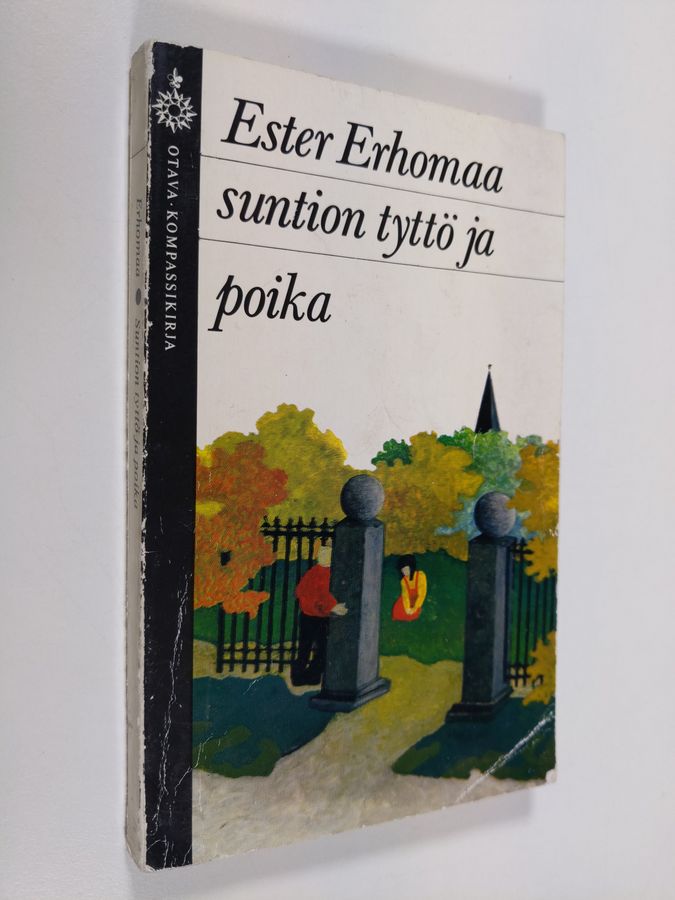 Ester Erhomaa
suntion tyttö ja
poika
OTAVA · KOMPASSIKIRJA
Erhomaa ● Suntion tyttö ja poika